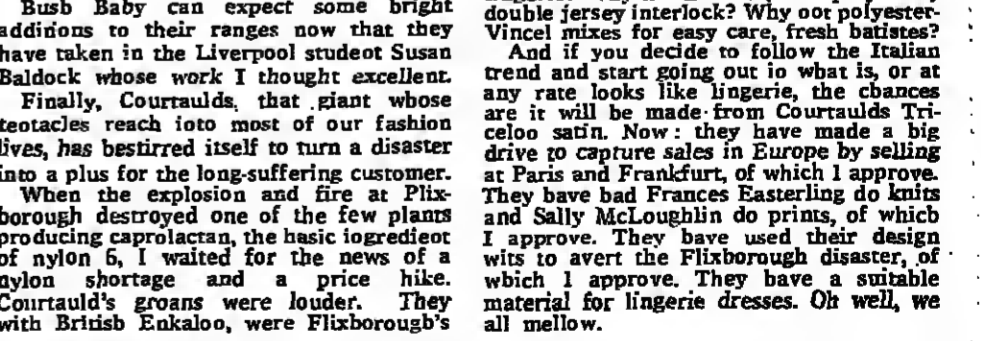 Busb Baby can expect some bright
additions to their ranges now that they
have taken in the Liverpool student Susan
Baldock whose work I thought excellent.
Finally, Courtaulds, that giant whose
teotacles reach ioto most of our fashion
lives, has bestirred itself to turn a disaster
into a plus for the long-suffering customer.
When the explosion and fire at Flix-
borough destroyed one of the few plants
producing caprolactan, the basic iogredieot
of nylon 6, I waited for the news of a
nylon shortage and a price hike.
Courtauld's groans were louder. They
with British Enkaloo, were Flixborougb's
double jersey interlock? Why oot polyester-
Vincel mixes for easy care, fresh batistes?
And if you decide to follow the Italian
trend and start going out io what is, or at
any rate looks like lingerie, the cbances
are it will be made from Courtaulds Tri-
celoo satin. Now: they have made a big
drive to capture sales in Europe by selling
at Paris and Frankfurt, of which I approve.
They bave bad Frances Easterling do knits
and Sally McLoughlin do prints, of which
I approve. They bave used their design
wits to avert the Flixborough disaster, of
wbich I approve. They bave a suitable
material for lingerie dresses. Oh well, we
all mellow.